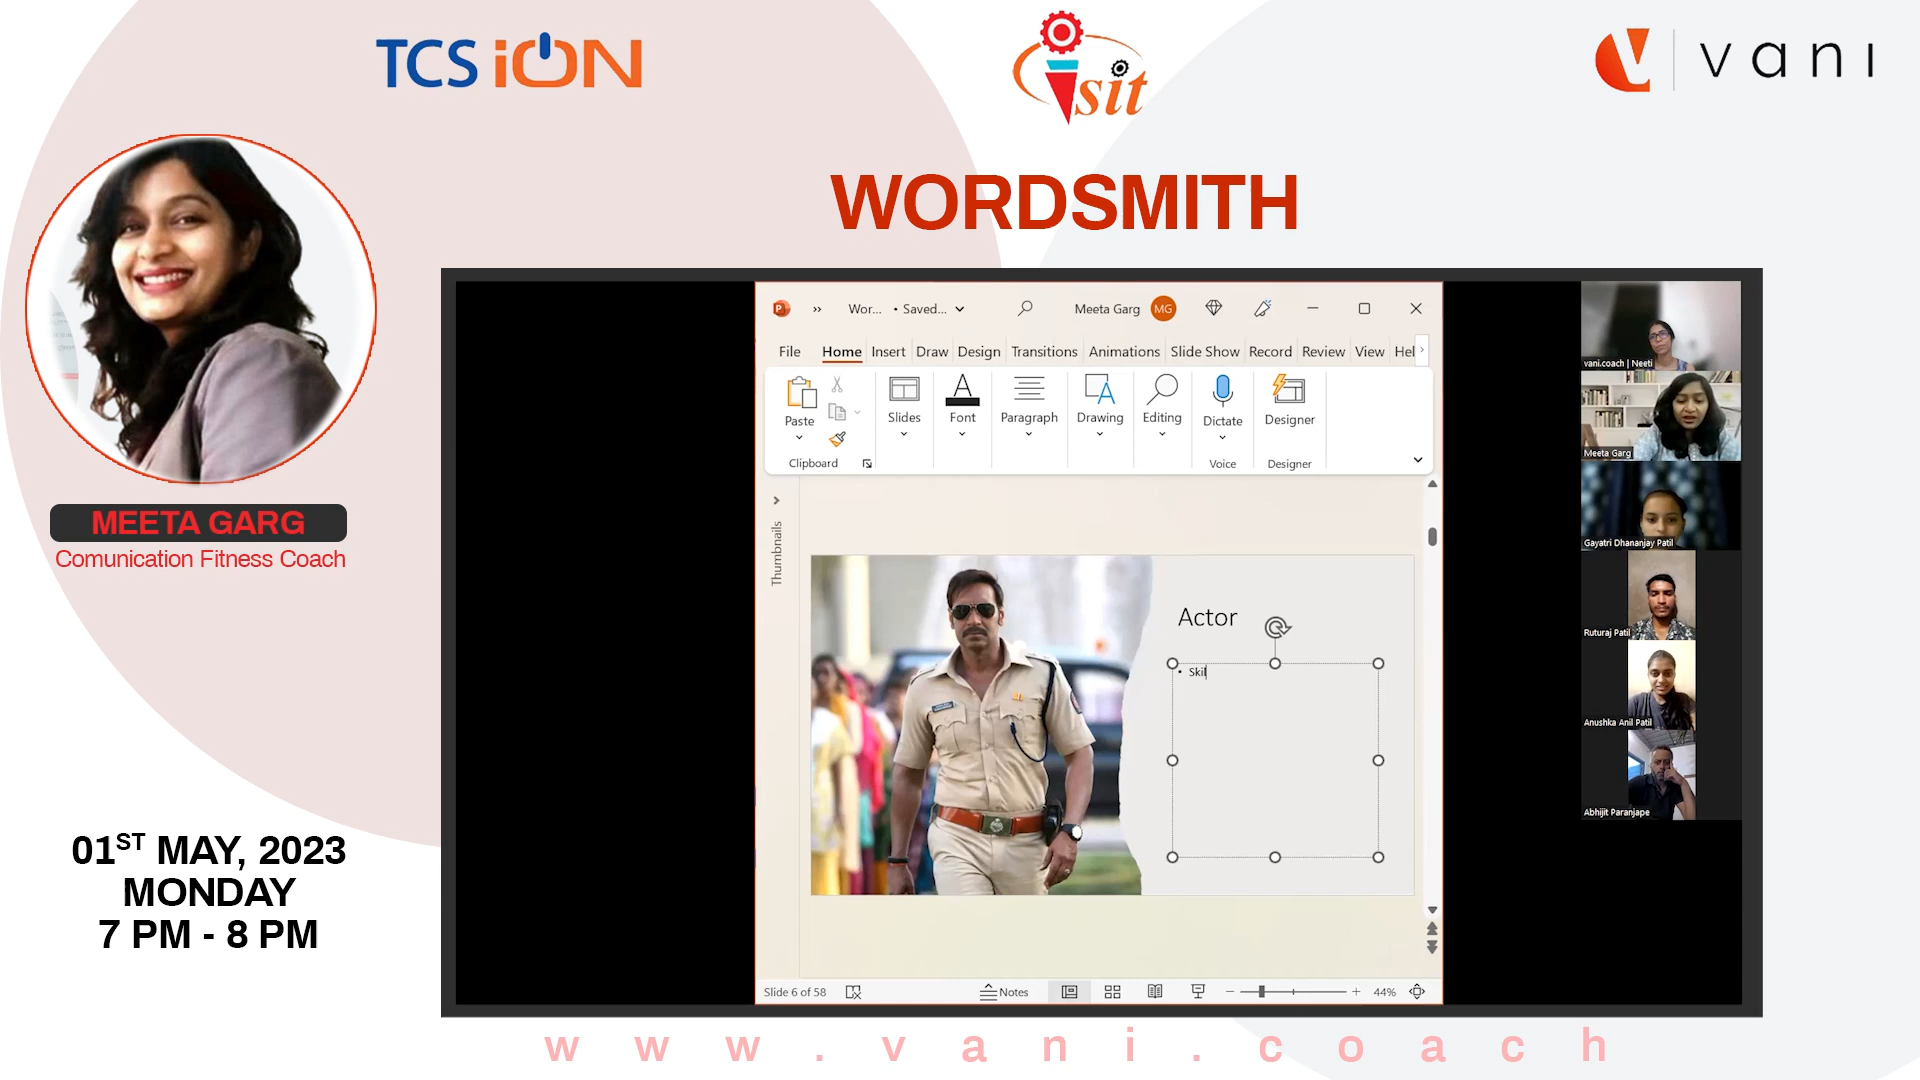 TCS iON
sit
vanı
WORDSMITH
MEETA GARG
Comunication Fitness Coach
01ST MAY, 2023
MONDAY
7 PM - 8 PM
Wor... • Saved...
Meeta Garg
MG
File Home Insert Draw Design Transitions Animations Slide Show Record Review View Hel
Paste Slides Font Paragraph Drawing Editing Dictate Designer
Clipboard Voice Designer
Thumbnails
Actor
• Skil
Slide 6 of 58 Notes 44%
vani.coach | Neeti
Meeta Garg
Gayatri Dhananjay Patil
Ruturaj Patil
Anushka Anil Patil
Abhijit Paranjape
www.vani.coach